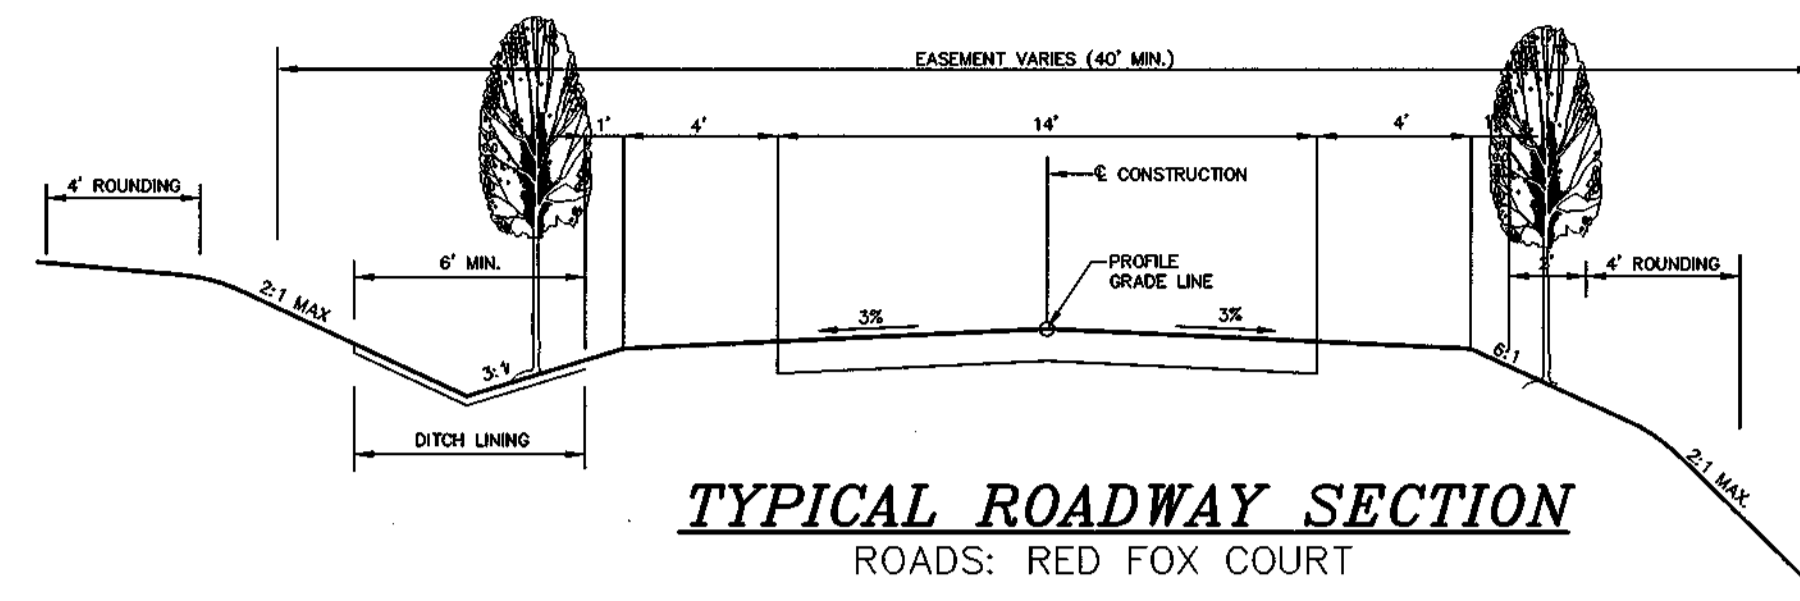 EASEMENT VARIES (40' MIN.)
1'
4'
14'
4'
1'
4' ROUNDING
℄ CONSTRUCTION
6' MIN.
PROFILE
GRADE LINE
2'
4' ROUNDING
2:1 MAX
3%
3%
3:1
6:1
DITCH LINING
2:1 MAX.
TYPICAL ROADWAY SECTION
ROADS: RED FOX COURT